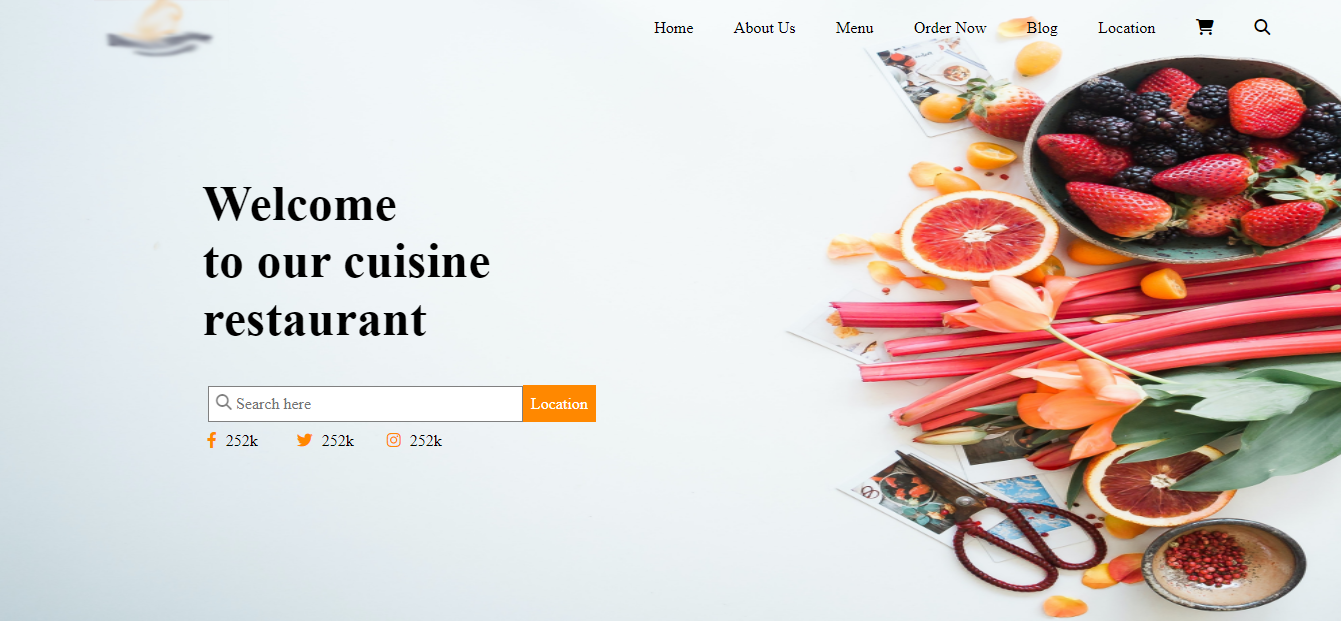 Home About Us Menu Order Now Blog Location
Welcome
to our cuisine
restaurant
Search here Location
252k 252k 252k